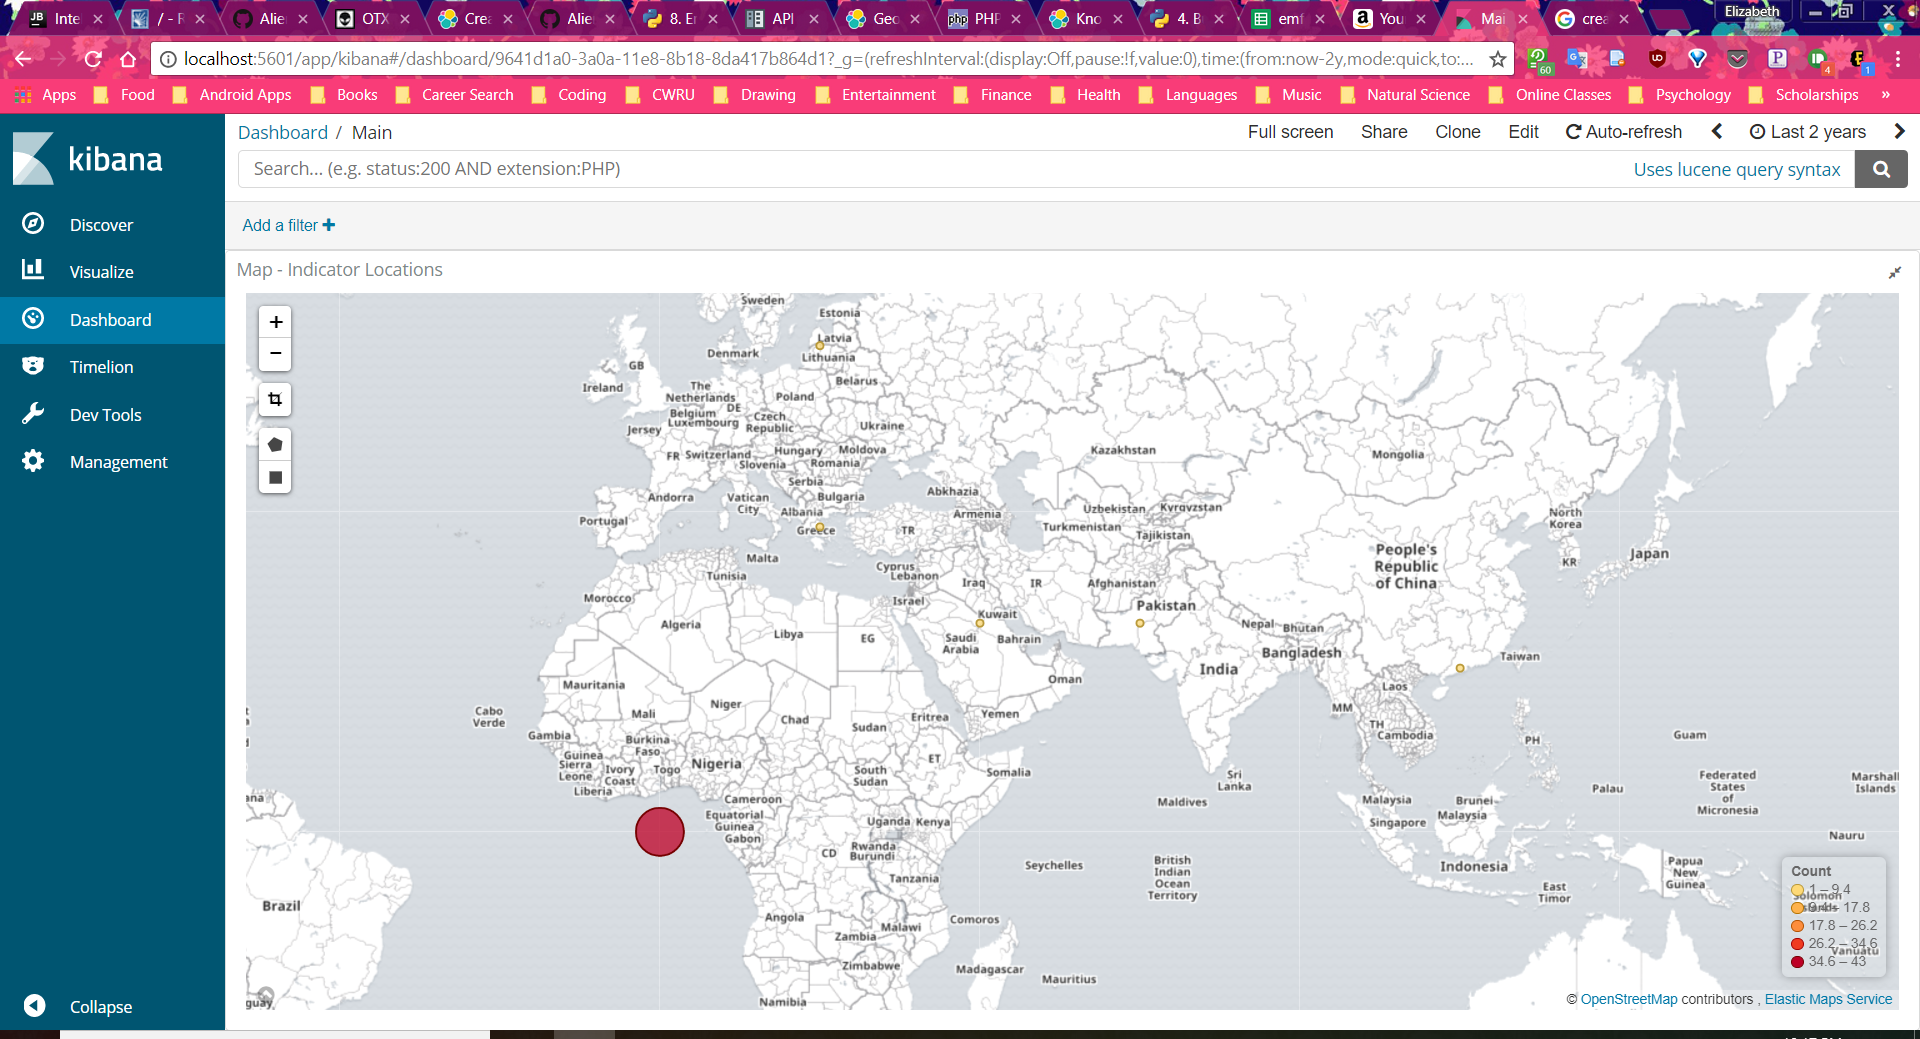 Inte
/ - R
Alie
OTX
Crea
Alie
8. E
API
Geo
php PHP
Kno
4. B
emf
a You
Mai
G crea
Elizabeth
localhost:5601/app/kibana#/dashboard/9641d1a0-3a0a-11e8-8b18-8da417b864d1?_g=(refreshInterval:(display:Off,pause:!f,value:0),time:(from:now-2y,mode:quick,to:...
60
4
1
Apps Food Android Apps Books Career Search Coding CWRU Drawing Entertainment Finance Health Languages Music Natural Science Online Classes Psychology Scholarships »
kibana
Discover
Visualize
Dashboard
Timelion
Dev Tools
Management
Collapse
Dashboard / Main
Full screen Share Clone Edit Auto-refresh Last 2 years
Search... (e.g. status:200 AND extension:PHP)
Uses lucene query syntax
Add a filter +
Map - Indicator Locations
+
−
Sweden
Estonia
Latvia
Denmark
Lithuania
GB
Ireland
The
Netherlands
Belarus
Belgium
DE
Poland
Luxembourg
Czech
Republic
Jersey
Ukraine
FR
Switzerland
Hungary
Moldova
Slovenia
Romania
Kazakhstan
Mongolia
Serbia
Andorra
Vatican
City
Bulgaria
Abkhazia
Albania
Portugal
Greece
TR
Armenia
Uzbekistan
Kyrgyzstan
Turkmenistan
Tajikistan
North
Korea
KR
Japan
People's
Republic
of China
Malta
Tunisia
Cyprus
Lebanon
Iraq
IR
Afghanistan
Morocco
Israel
Kuwait
Pakistan
Algeria
Libya
EG
Saudi
Arabia
Bahrain
Nepal
Bhutan
Bangladesh
India
Taiwan
Oman
Laos
Mauritania
Cabo
Verde
Mali
Niger
Chad
Sudan
Eritrea
Yemen
MM
TH
Cambodia
PH
Guam
Gambia
Burkina
Faso
Guinea
Sierra
Leone
Ivory
Coast
Togo
Nigeria
Liberia
South
Sudan
ET
Somalia
Sri
Lanka
Maldives
Palau
Federated
States
of
Micronesia
Marshall
Islands
ana
Cameroon
Equatorial
Guinea
Gabon
Uganda
Kenya
Malaysia
Brunei
Malaysia
Singapore
Nauru
CD
Rwanda
Burundi
Tanzania
Seychelles
British
Indian
Ocean
Territory
Indonesia
Papua
New
Guinea
East
Timor
Brazil
Angola
Comoros
Malawi
Zambia
Zimbabwe
Madagascar
Mauritius
Namibia
guay
Solomon
Vanuatu
Count
1 – 9.4
9.4 – 17.8
17.8 – 26.2
26.2 – 34.6
34.6 – 43
© OpenStreetMap contributors , Elastic Maps Service